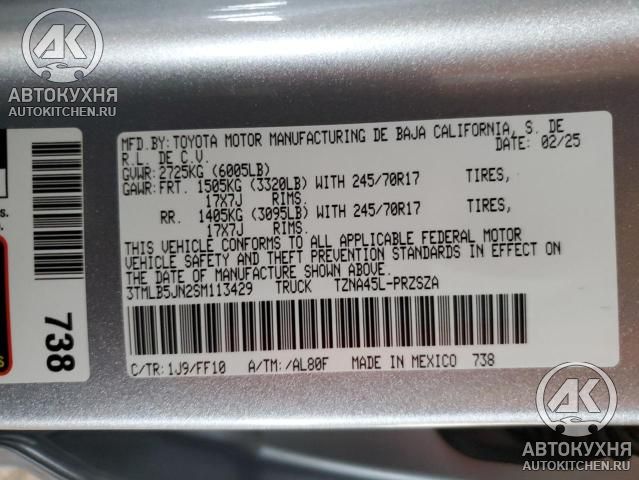 АК
АВТОКУХНЯ
AUTOKITCHEN.RU
MFD.BY: TOYOTA MOTOR MANUFACTURING DE BAJA CALIFORNIA, S. DE
R.L. DE C.V. DATE: 02/25
GVWR: 2725KG (6005LB)
GAWR: FRT. 1505KG (3320LB) WITH 245/70R17 TIRES,
17X7J RIMS.
RR. 1405KG (3095LB) WITH 245/70R17 TIRES,
17X7J RIMS.
THIS VEHICLE CONFORMS TO ALL APPLICABLE FEDERAL MOTOR
VEHICLE SAFETY AND THEFT PREVENTION STANDARDS IN EFFECT ON
THE DATE OF MANUFACTURE SHOWN ABOVE.
3TMLB5JN2SM113429 TRUCK TZNA45L-PRZSZA
C/TR: 1J9/FF10 A/TM: /AL80F MADE IN MEXICO 738
738
s.
АК
АВТОКУХНЯ
AUTOKITCHEN.RU